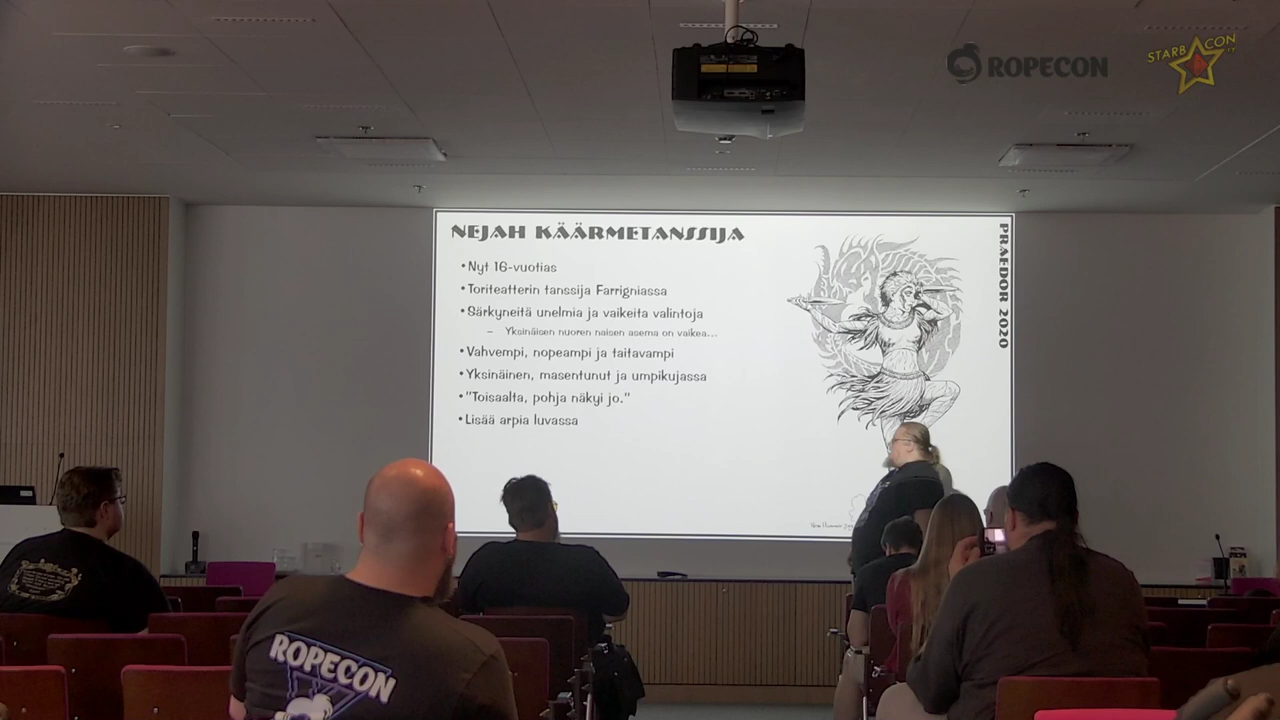 ROPECON
STARBCON
NEJAH KÄÄRMETANSSIJA
PRAEDOR 2020
•Nyt 16-vuotias
•Toriteatterin tanssija Farrigniassa
•Särkyneitä unelmia ja vaikeita valintoja
– Yksinäisen nuoren naisen asema on vaikea...
•Vahvempi, nopeampi ja taitavampi
•Yksinäinen, masentunut ja umpikujassa
•"Toisaalta, pohja näkyi jo."
•Lisää arpia luvassa
ROPECON